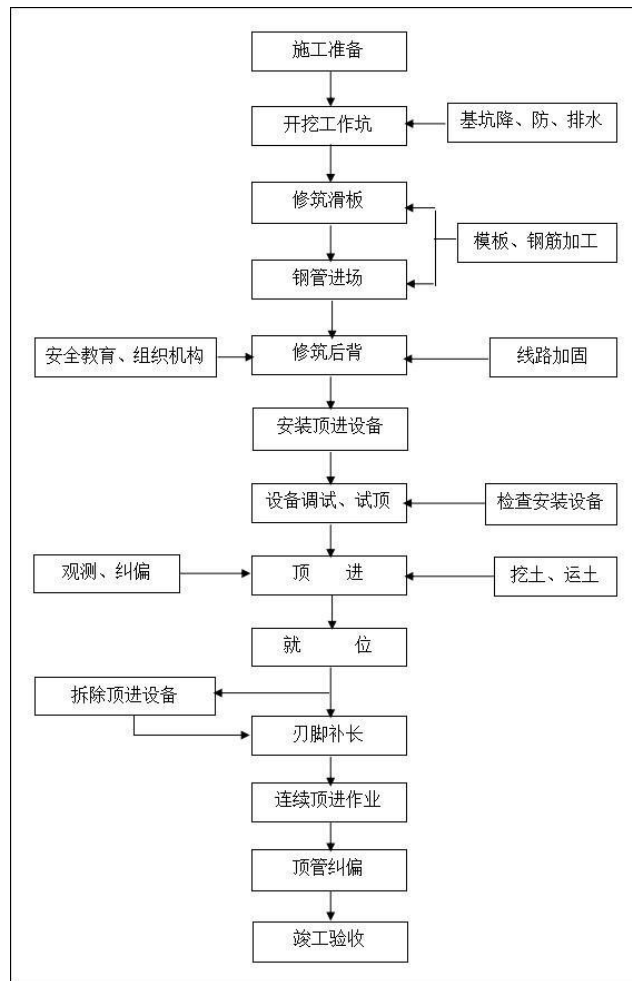 施工准备
开挖工作坑
基坑降、防、排水
修筑滑板
模板、钢筋加工
钢管进场
安全教育、组织机构
修筑后背
线路加固
安装顶进设备
设备调试、试顶
检查安装设备
观测、纠偏
顶 进
挖土、运土
就 位
拆除顶进设备
刃脚补长
连续顶进作业
顶管纠偏
竣工验收